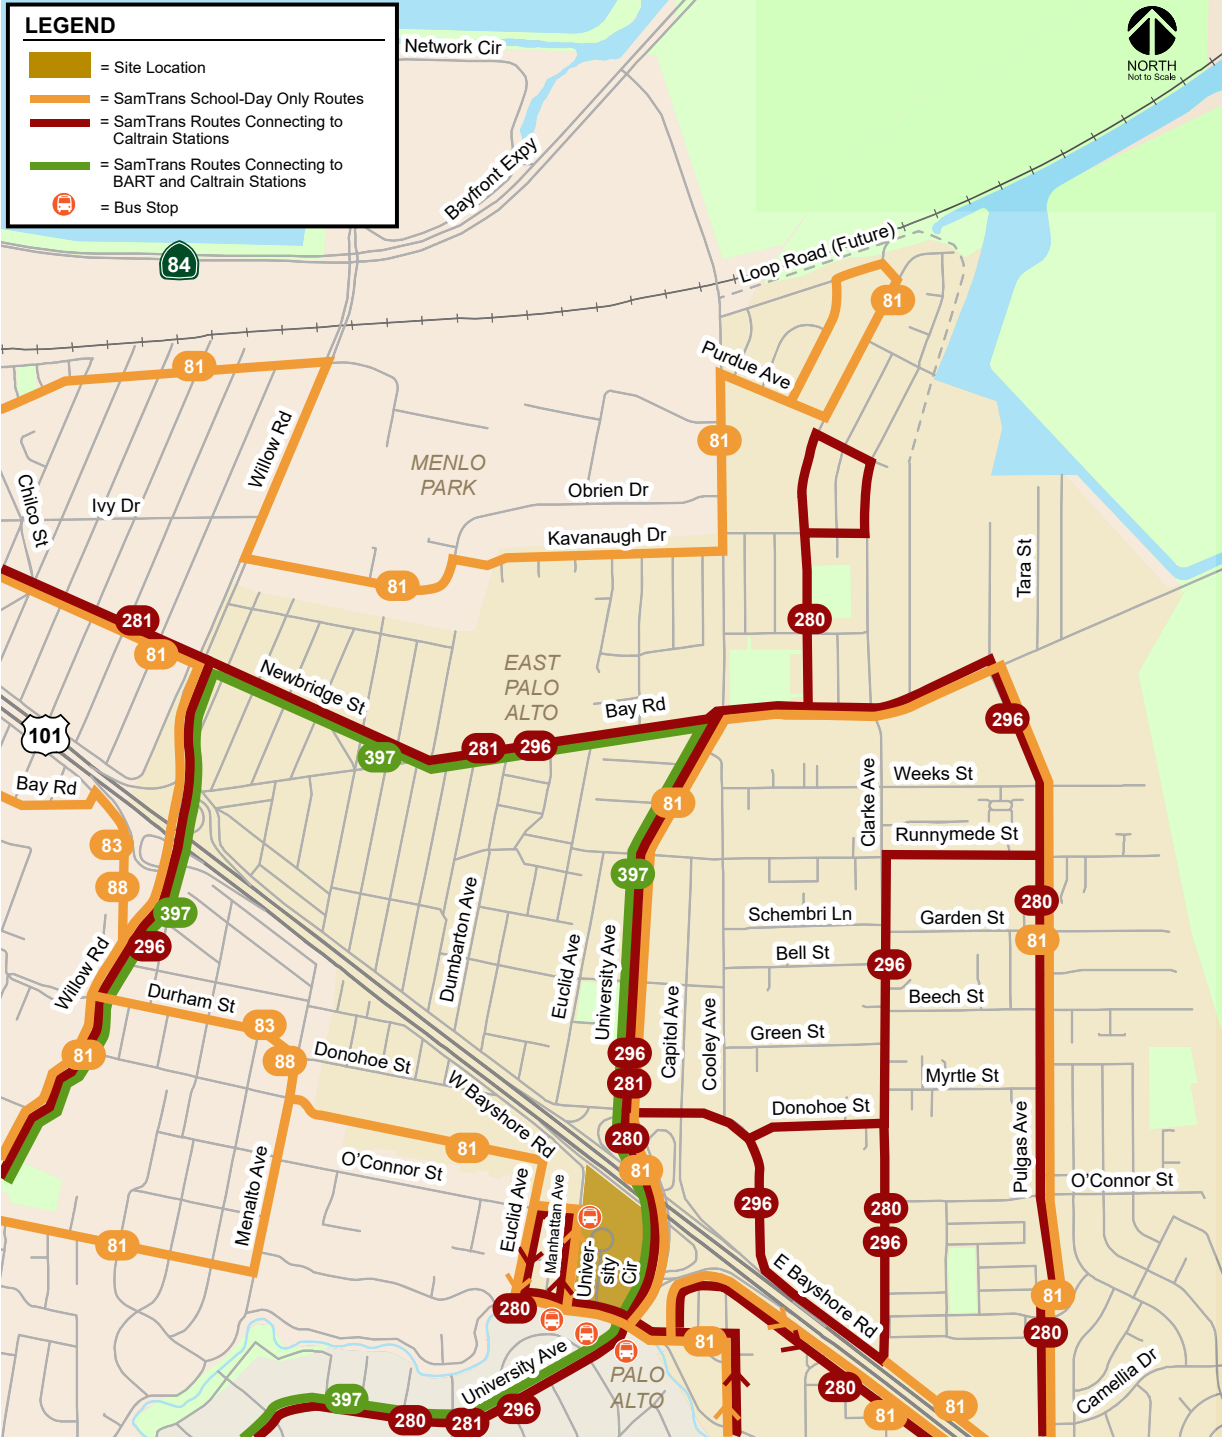 LEGEND
= Site Location
= SamTrans School-Day Only Routes
= SamTrans Routes Connecting to
Caltrain Stations
= SamTrans Routes Connecting to
BART and Caltrain Stations
= Bus Stop
NORTH
Not to Scale
Network Cir
Bayfront Expy
84
Loop Road (Future)
81
81
Purdue Ave
81
Willow Rd
MENLO
PARK
Chilco St
Ivy Dr
Obrien Dr
Kavanaugh Dr
Tara St
81
280
281
81
Newbridge St
EAST
PALO
ALTO
Bay Rd
296
101
397
281
296
Bay Rd
Clarke Ave
Weeks St
81
Runnymede St
83
88
397
397
280
Schembri Ln
Garden St
296
Willow Rd
Dumbarton Ave
Euclid Ave
University Ave
81
Bell St
296
Durham St
Beech St
83
Capitol Ave
Cooley Ave
Green St
81
88
Donohoe St
296
281
W Bayshore Rd
Myrtle St
Donohoe St
280
81
O'Connor St
81
Pulgas Ave
O'Connor St
Menalto Ave
Euclid Ave
Manhattan Ave
296
280
296
81
Univer-
sity
Cir
E Bayshore Rd
280
81
81
280
University Ave
PALO
ALTO
Camellia Dr
397
280
281
296
280
81
81